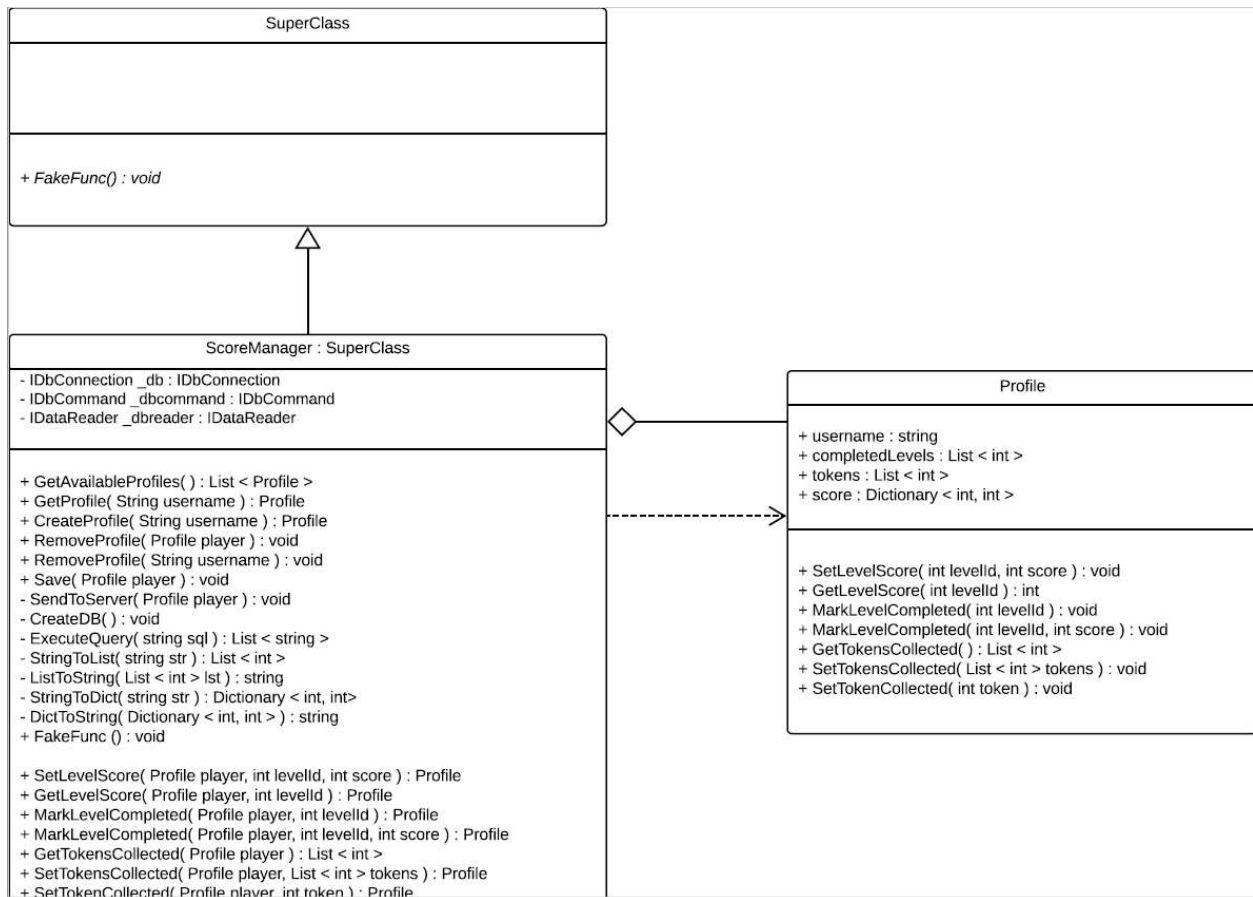 SuperClass
+ FakeFunc() : void
ScoreManager : SuperClass
- IDbConnection _db : IDbConnection
- IDbCommand _dbcommand : IDbCommand
- IDataReader _dbreader : IDataReader
+ GetAvailableProfiles( ) : List < Profile >
+ GetProfile( String username ) : Profile
+ CreateProfile( String username ) : Profile
+ RemoveProfile( Profile player ) : void
+ RemoveProfile( String username ) : void
+ Save( Profile player ) : void
- SendToServer( Profile player ) : void
- CreateDB( ) : void
- ExecuteQuery( string sql ) : List < string >
- StringToList( string str ) : List < int >
- ListToString( List < int > lst ) : string
- StringToDict( string str ) : Dictionary < int, int>
- DictToString( Dictionary < int, int > ) : string
+ FakeFunc () : void
+ SetLevelScore( Profile player, int levelId, int score ) : Profile
+ GetLevelScore( Profile player, int levelId ) : Profile
+ MarkLevelCompleted( Profile player, int levelId ) : Profile
+ MarkLevelCompleted( Profile player, int levelId, int score ) : Profile
+ GetTokensCollected( Profile player ) : List < int >
+ SetTokensCollected( Profile player, List < int > tokens ) : Profile
+ SetTokenCollected( Profile player, int token ) : Profile
Profile
+ username : string
+ completedLevels : List < int >
+ tokens : List < int >
+ score : Dictionary < int, int >
+ SetLevelScore( int levelId, int score ) : void
+ GetLevelScore( int levelId ) : int
+ MarkLevelCompleted( int levelId ) : void
+ MarkLevelCompleted( int levelId, int score ) : void
+ GetTokensCollected( ) : List < int >
+ SetTokensCollected( List < int > tokens ) : void
+ SetTokenCollected( int token ) : void